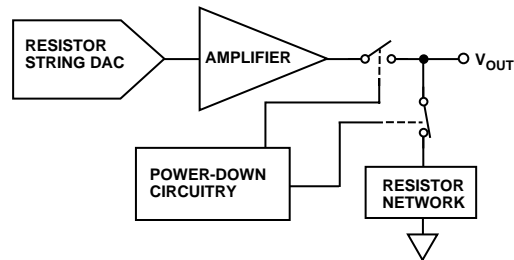 RESISTOR
STRING DAC
AMPLIFIER
VOUT
POWER-DOWN
CIRCUITRY
RESISTOR
NETWORK